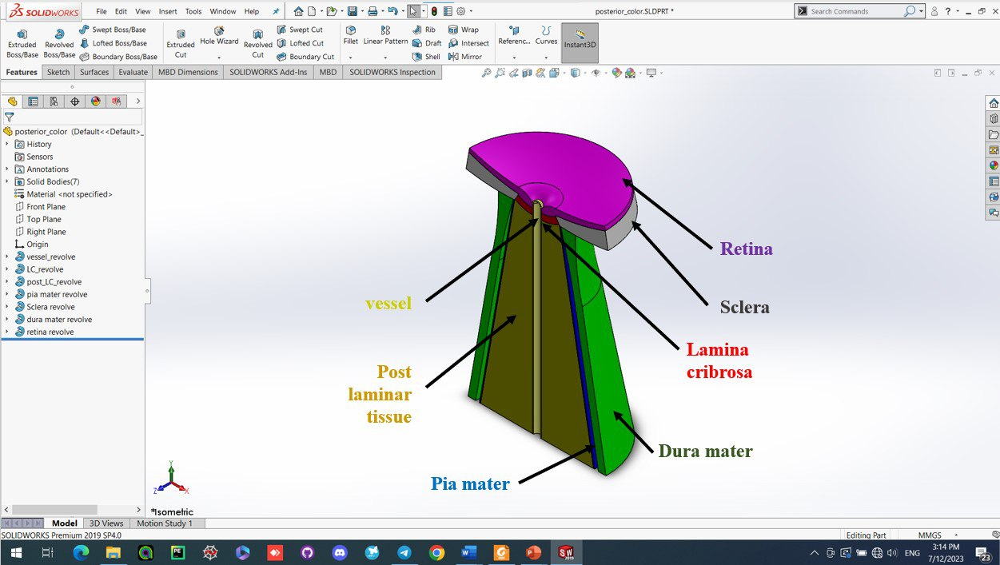 SOLIDWORKS
File Edit View Insert Tools Window Help
posterior_color.SLDPRT *
Search Commands
?
Extruded Boss/Base
Revolved Boss/Base
Swept Boss/Base
Lofted Boss/Base
Boundary Boss/Base
Extruded Cut
Hole Wizard
Revolved Cut
Swept Cut
Lofted Cut
Boundary Cut
Fillet
Linear Pattern
Rib
Draft
Shell
Wrap
Intersect
Mirror
Referenc...
Curves
Instant3D
Features Sketch Surfaces Evaluate MBD Dimensions SOLIDWORKS Add-Ins MBD SOLIDWORKS Inspection
posterior_color (Default<<Default>_
History
Sensors
Annotations
Solid Bodies(7)
Material <not specified>
Front Plane
Top Plane
Right Plane
Origin
vessel_revolve
LC_revolve
post_LC_revolve
pia mater revolve
Sclera revolve
dura mater revolve
retina revolve
Retina
vessel
Sclera
Lamina
cribrosa
Post
laminar
tissue
Dura mater
Pia mater
Y
Z X
*Isometric
Model 3D Views Motion Study 1
SOLIDWORKS Premium 2019 SP4.0
Editing Part MMGS
ENG
3:14 PM
7/12/2023
23
PE
W
P
SW
2019